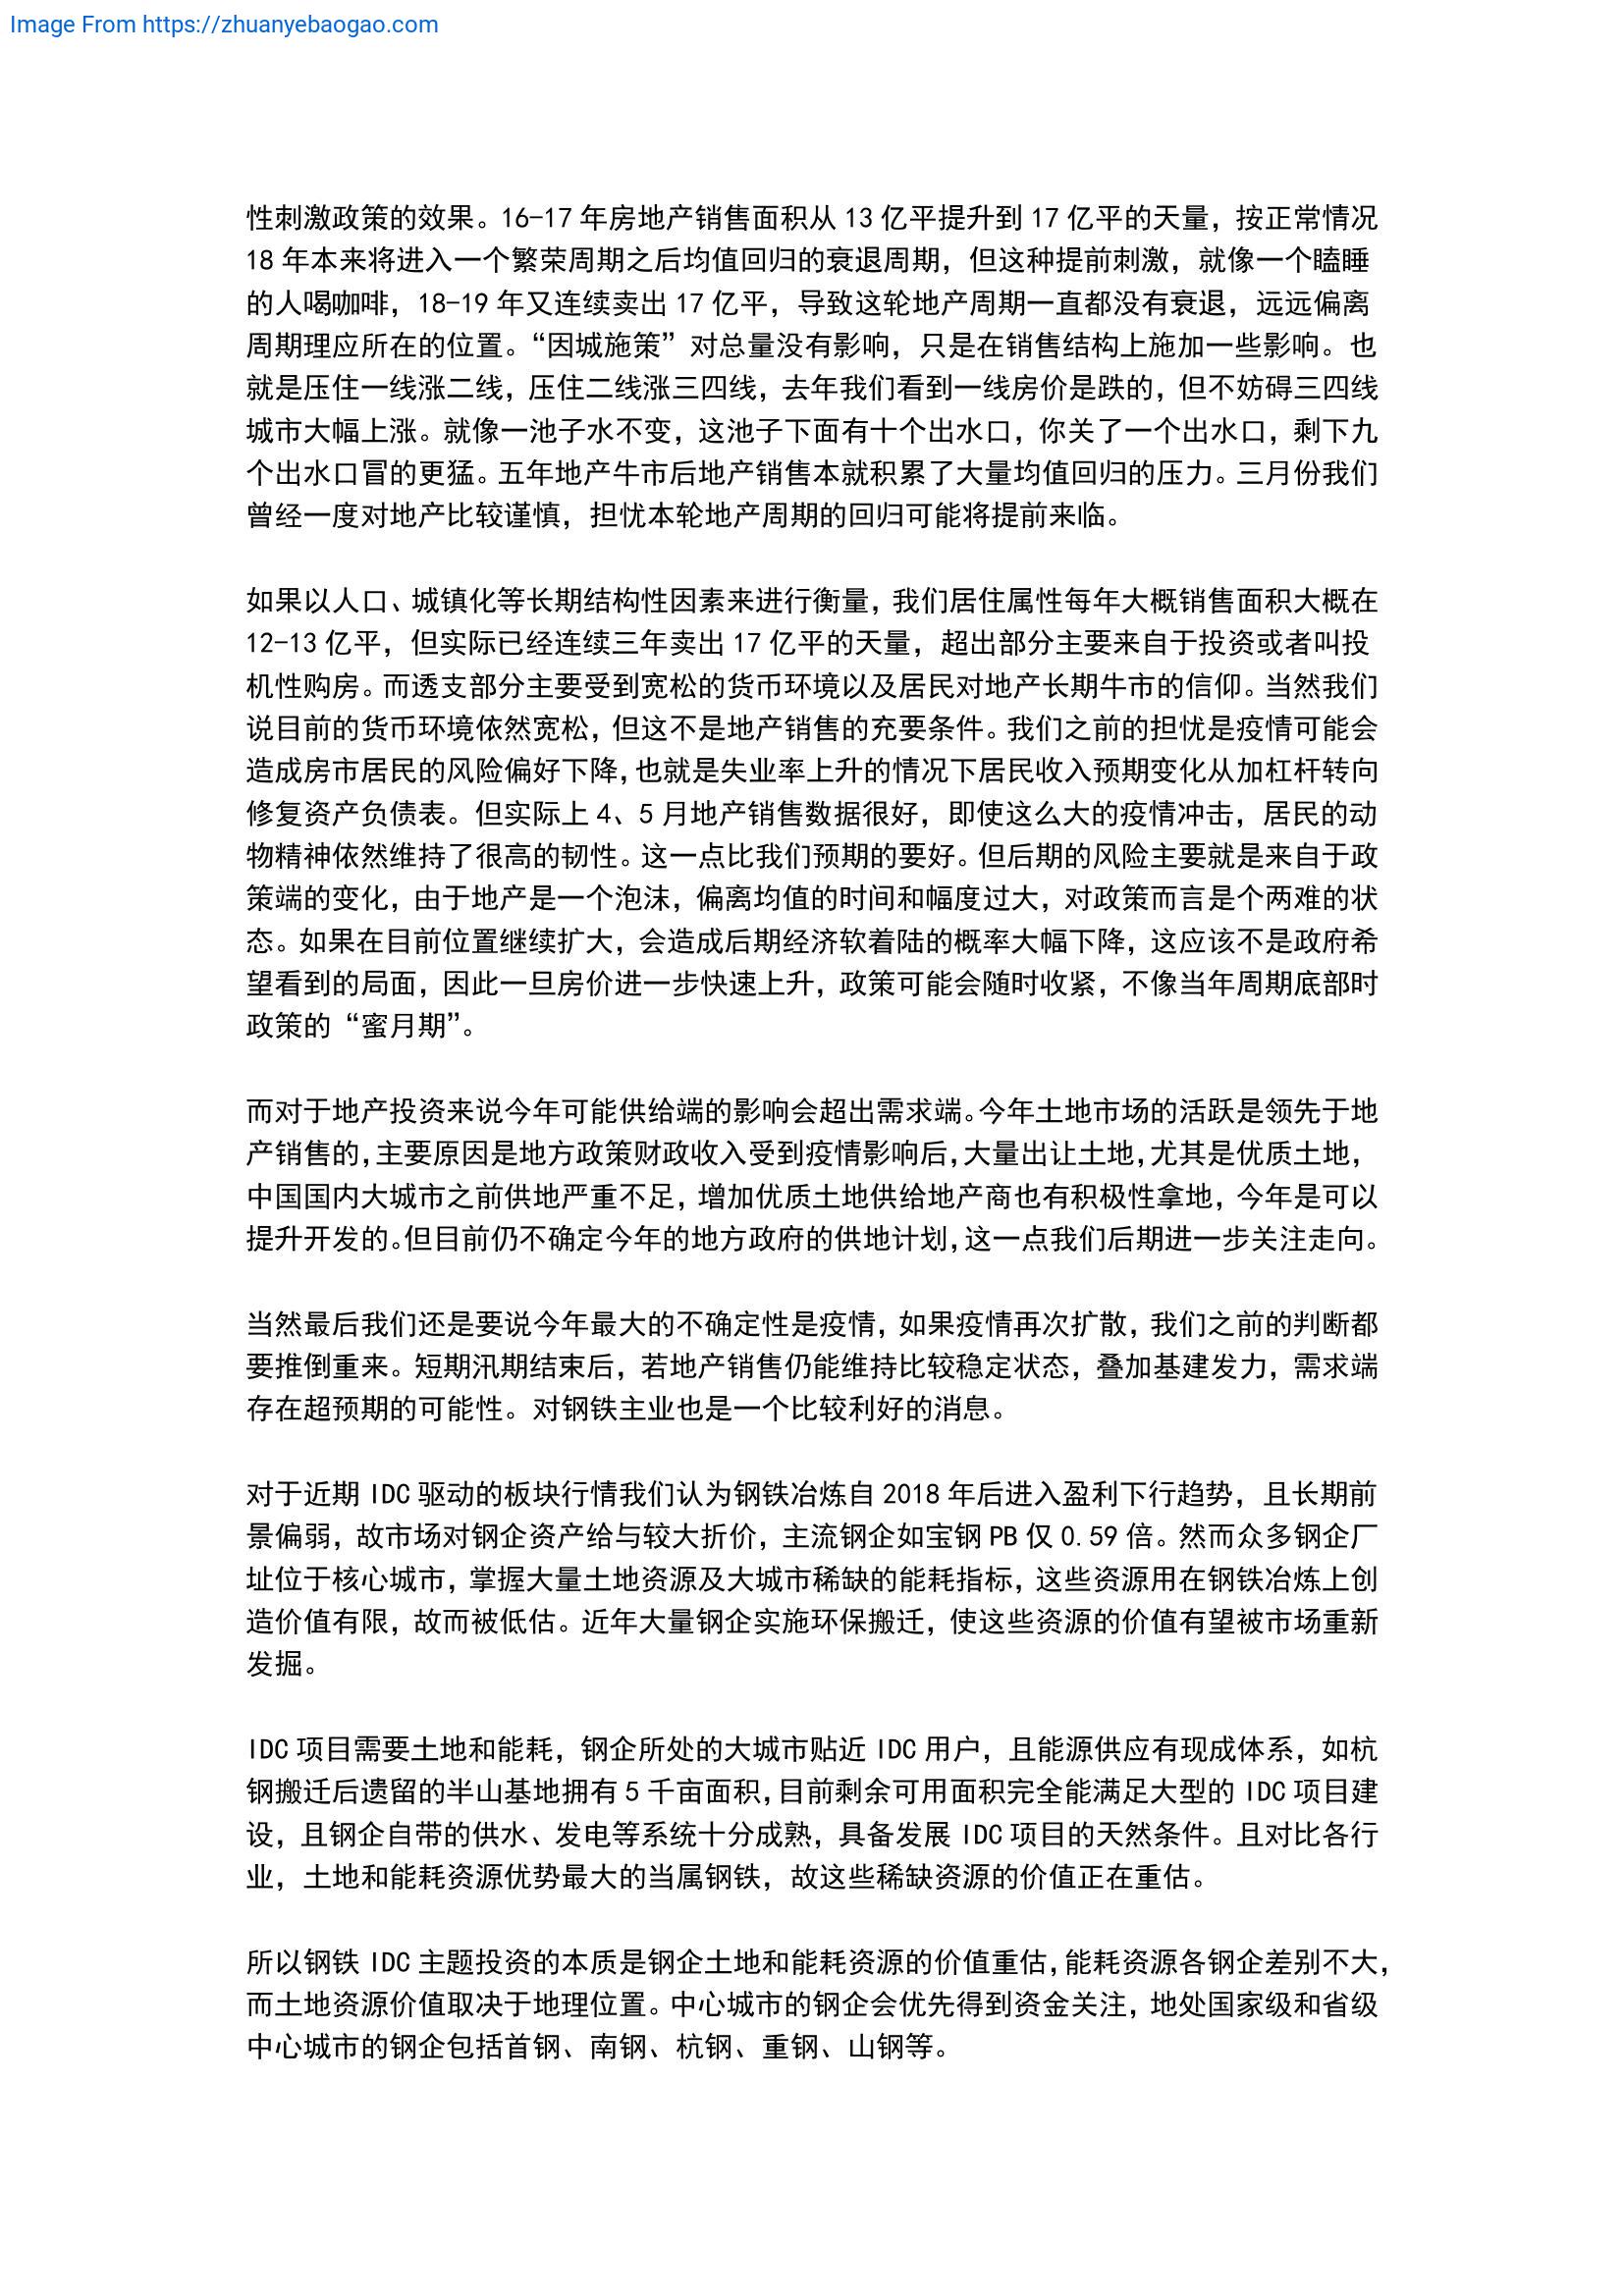 Image From https://zhuanyebaogao.com
性刺激政策的效果。16-17 年房地产销售面积从 13 亿平提升到 17 亿平的天量，按正常情况
18 年本来将进入一个繁荣周期之后均值回归的衰退周期，但这种提前刺激，就像一个瞌睡
的人喝咖啡，18-19 年又连续卖出 17 亿平，导致这轮地产周期一直都没有衰退，远远偏离
周期理应所在的位置。“因城施策”对总量没有影响，只是在销售结构上施加一些影响。也
就是压住一线涨二线，压住二线涨三四线，去年我们看到一线房价是跌的，但不妨碍三四线
城市大幅上涨。就像一池子水不变，这池子下面有十个出水口，你关了一个出水口，剩下九
个出水口冒的更猛。五年地产牛市后地产销售本就积累了大量均值回归的压力。三月份我们
曾经一度对地产比较谨慎，担忧本轮地产周期的回归可能将提前来临。
如果以人口、城镇化等长期结构性因素来进行衡量，我们居住属性每年大概销售面积大概在
12-13 亿平，但实际已经连续三年卖出 17 亿平的天量，超出部分主要来自于投资或者叫投
机性购房。而透支部分主要受到宽松的货币环境以及居民对地产长期牛市的信仰。当然我们
说目前的货币环境依然宽松，但这不是地产销售的充要条件。我们之前的担忧是疫情可能会
造成房市居民的风险偏好下降，也就是失业率上升的情况下居民收入预期变化从加杠杆转向
修复资产负债表。但实际上 4、5 月地产销售数据很好，即使这么大的疫情冲击，居民的动
物精神依然维持了很高的韧性。这一点比我们预期的要好。但后期的风险主要就是来自于政
策端的变化，由于地产是一个泡沫，偏离均值的时间和幅度过大，对政策而言是个两难的状
态。如果在目前位置继续扩大，会造成后期经济软着陆的概率大幅下降，这应该不是政府希
望看到的局面，因此一旦房价进一步快速上升，政策可能会随时收紧，不像当年周期底部时
政策的 “蜜月期”。
而对于地产投资来说今年可能供给端的影响会超出需求端。今年土地市场的活跃是领先于地
产销售的，主要原因是地方政策财政收入受到疫情影响后，大量出让土地，尤其是优质土地，
中国国内大城市之前供地严重不足，增加优质土地供给地产商也有积极性拿地，今年是可以
提升开发的。但目前仍不确定今年的地方政府的供地计划，这一点我们后期进一步关注走向。
当然最后我们还是要说今年最大的不确定性是疫情，如果疫情再次扩散，我们之前的判断都
要推倒重来。短期汛期结束后，若地产销售仍能维持比较稳定状态，叠加基建发力，需求端
存在超预期的可能性。对钢铁主业也是一个比较利好的消息。
对于近期 IDC 驱动的板块行情我们认为钢铁冶炼自 2018 年后进入盈利下行趋势，且长期前
景偏弱，故市场对钢企资产给与较大折价，主流钢企如宝钢 PB 仅 0.59 倍。然而众多钢企厂
址位于核心城市，掌握大量土地资源及大城市稀缺的能耗指标，这些资源用在钢铁冶炼上创
造价值有限，故而被低估。近年大量钢企实施环保搬迁，使这些资源的价值有望被市场重新
发掘。
IDC 项目需要土地和能耗，钢企所处的大城市贴近 IDC 用户，且能源供应有现成体系，如杭
钢搬迁后遗留的半山基地拥有 5 千亩面积，目前剩余可用面积完全能满足大型的 IDC 项目建
设，且钢企自带的供水、发电等系统十分成熟，具备发展 IDC 项目的天然条件。且对比各行
业，土地和能耗资源优势最大的当属钢铁，故这些稀缺资源的价值正在重估。
所以钢铁 IDC 主题投资的本质是钢企土地和能耗资源的价值重估，能耗资源各钢企差别不大，
而土地资源价值取决于地理位置。中心城市的钢企会优先得到资金关注，地处国家级和省级
中心城市的钢企包括首钢、南钢、杭钢、重钢、山钢等。